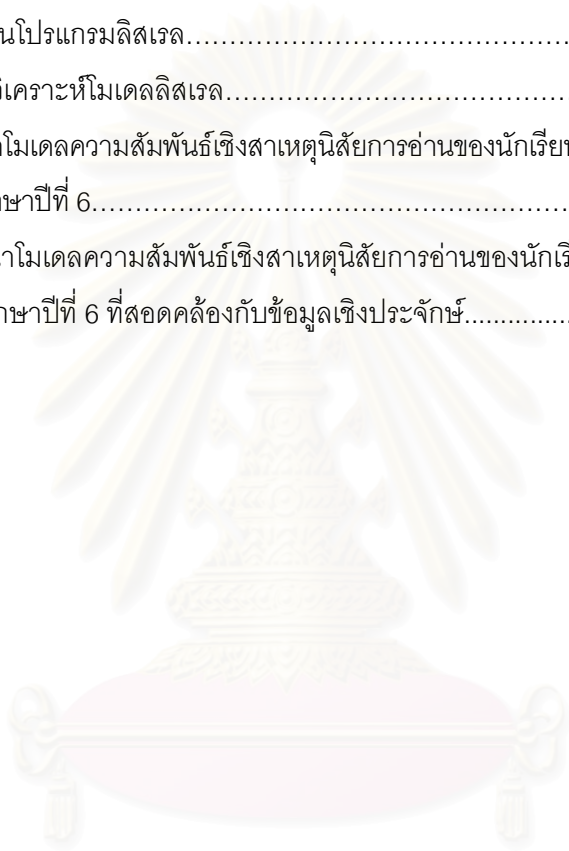 นโปรแกรมลิสเรล.......................................................
วิเคราะห์โมเดลลิสเรล.................................................
โมเดลความสัมพันธ์เชิงสาเหตุนิสัยการอ่านของนักเรียน
ษาปีที่ 6...............................................................
าโมเดลความสัมพันธ์เชิงสาเหตุนิสัยการอ่านของนักเรี
กษาปีที่ 6 ที่สอดคล้องกับข้อมูลเชิงประจักษ์................